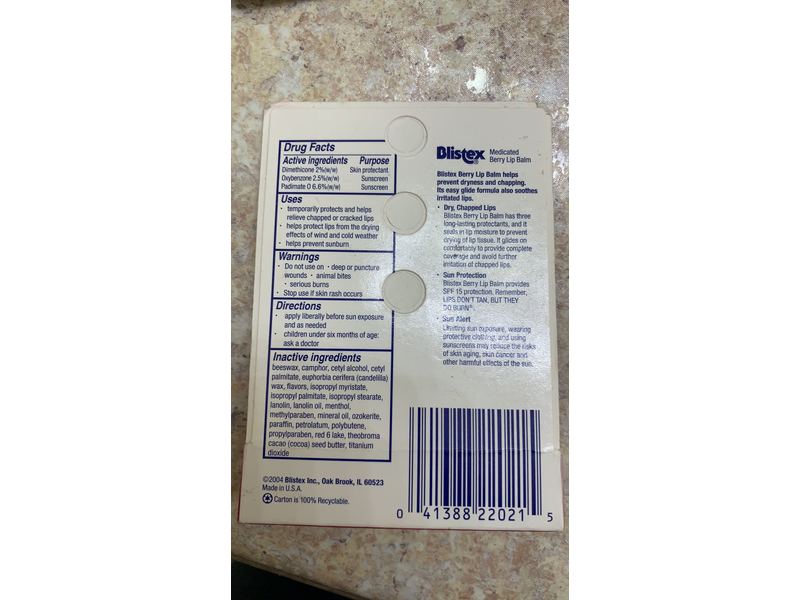 Drug Facts
Active ingredients Purpose
Dimethicone 2%(w/w) Skin protectant
Oxybenzone 2.5%(w/w) Sunscreen
Padimate O 6.6%(w/w) Sunscreen
Uses
• temporarily protects and helps
relieve chapped or cracked lips
• helps protect lips from the drying
effects of wind and cold weather
• helps prevent sunburn
Warnings
• Do not use on • deep or puncture
wounds • animal bites
• serious burns
• Stop use if skin rash occurs
Directions
• apply liberally before sun exposure
and as needed
• children under six months of age:
ask a doctor
Inactive ingredients
beeswax, camphor, cetyl alcohol, cetyl
palmitate, euphorbia cerifera (candelilla)
wax, flavors, isopropyl myristate,
isopropyl palmitate, isopropyl stearate,
lanolin, lanolin oil, menthol,
methylparaben, mineral oil, ozokerite,
paraffin, petrolatum, polybutene,
propylparaben, red 6 lake, theobroma
cacao (cocoa) seed butter, titanium
dioxide
©2004 Blistex Inc., Oak Brook, IL 60523
Made in U.S.A.
Carton is 100% Recyclable.
Blistex® Medicated
Berry Lip Balm
Blistex Berry Lip Balm helps
prevent dryness and chapping.
Its easy glide formula also soothes
irritated lips.
• Dry, Chapped Lips
Blistex Berry Lip Balm has three
long-lasting protectants, and it
seals in lip moisture to prevent
drying of lip tissue. It glides on
comfortably to provide complete
coverage and avoid further
irritation of chapped lips.
• Sun Protection
Blistex Berry Lip Balm provides
SPF 15 protection. Remember,
LIPS DON'T TAN, BUT THEY
DO BURN®.
• Sun Alert
Limiting sun exposure, wearing
protective clothing, and using
sunscreens may reduce the risks
of skin aging, skin cancer and
other harmful effects of the sun.
0 41388 22021 5